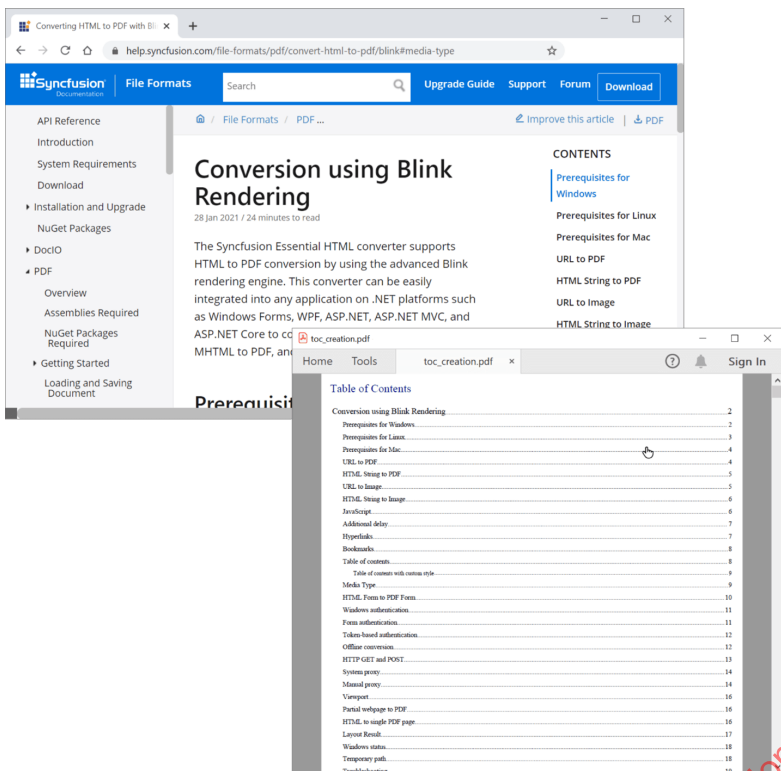 Converting HTML to PDF with Bli
help.syncfusion.com/file-formats/pdf/convert-html-to-pdf/blink#media-type
Syncfusion
Documentation
File Formats
Search
Upgrade Guide
Support
Forum
Download
API Reference
Introduction
System Requirements
Download
Installation and Upgrade
NuGet Packages
DocIO
PDF
Overview
Assemblies Required
NuGet Packages
Required
Getting Started
Loading and Saving
Document
/ File Formats / PDF ...
Improve this article | PDF
Conversion using Blink
Rendering
28 Jan 2021 / 24 minutes to read
The Syncfusion Essential HTML converter supports
HTML to PDF conversion by using the advanced Blink
rendering engine. This converter can be easily
integrated into any application on .NET platforms such
as Windows Forms, WPF, ASP.NET, ASP.NET MVC, and
ASP.NET Core to co
MHTML to PDF, an
Prerequisit
CONTENTS
Prerequisites for
Windows
Prerequisites for Linux
Prerequisites for Mac
URL to PDF
HTML String to PDF
URL to Image
HTML String to Image
toc_creation.pdf
Home
Tools
toc_creation.pdf
Sign In
Table of Contents
Conversion using Blink Rendering 2
Prerequisites for Windows 2
Prerequisites for Linux 3
Prerequisites for Mac 4
URL to PDF 4
HTML String to PDF 5
URL to Image 5
HTML String to Image 6
JavaScript 6
Additional delay 7
Hyperlinks 7
Bookmarks 8
Table of contents 8
Table of contents with custom style 9
Media Type 9
HTML Form to PDF Form 10
Windows authentication 11
Form authentication 11
Token-based authentication 12
Offline conversion 12
HTTP GET and POST 13
System proxy 14
Manual proxy 14
Viewport 16
Partial webpage to PDF 16
HTML to single PDF page 16
Layout Result 17
Windows status 18
Temporary path 18
Troubleshooting 19